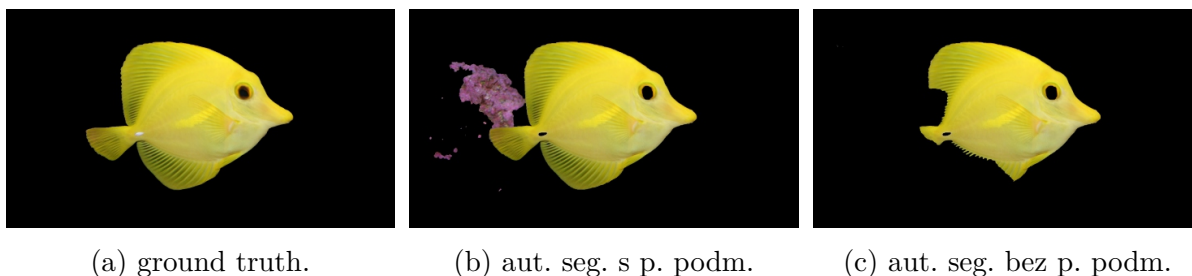 (a) ground truth.
(b) aut. seg. s p. podm.
(c) aut. seg. bez p. podm.